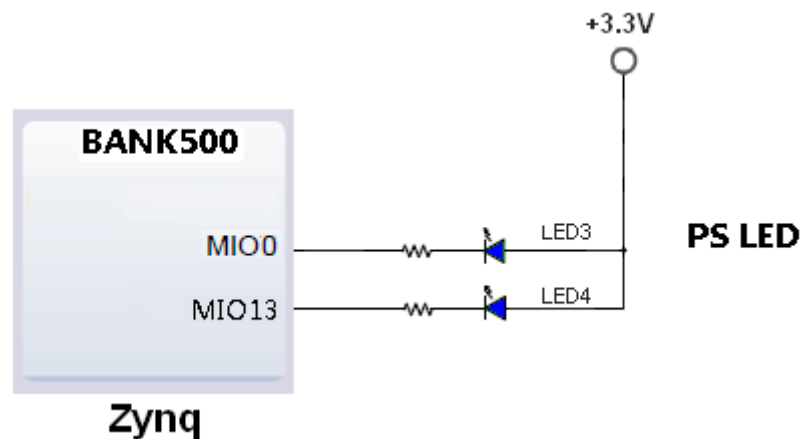 +3.3V
BANK500
MIO0
LED3
PS LED
MIO13
LED4
Zynq